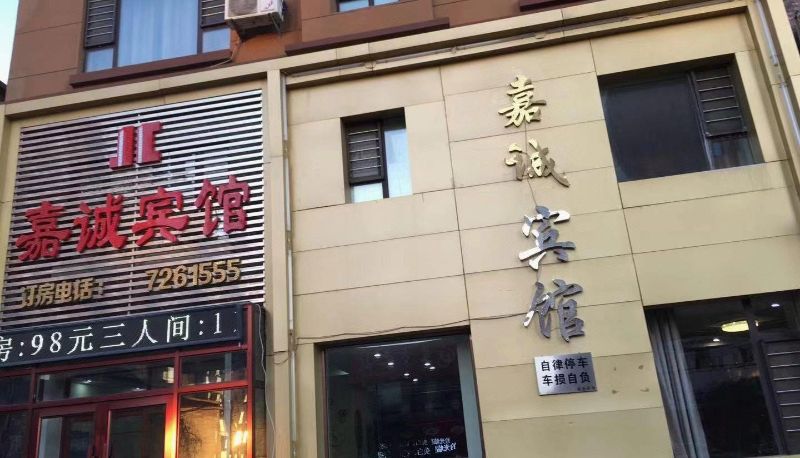 JC
嘉诚宾馆
订房电话: 7261555
房:98元三人间:1
嘉诚宾馆
自律停车
车损自负